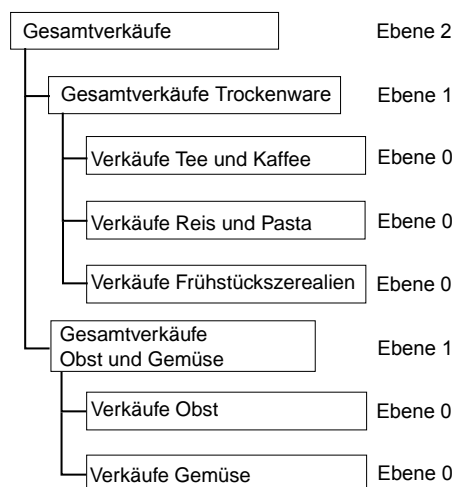 Gesamtverkäufe Ebene 2
Gesamtverkäufe Trockenware Ebene 1
Verkäufe Tee und Kaffee Ebene 0
Verkäufe Reis und Pasta Ebene 0
Verkäufe Frühstückszerealien Ebene 0
Gesamtverkäufe
Obst und Gemüse Ebene 1
Verkäufe Obst Ebene 0
Verkäufe Gemüse Ebene 0